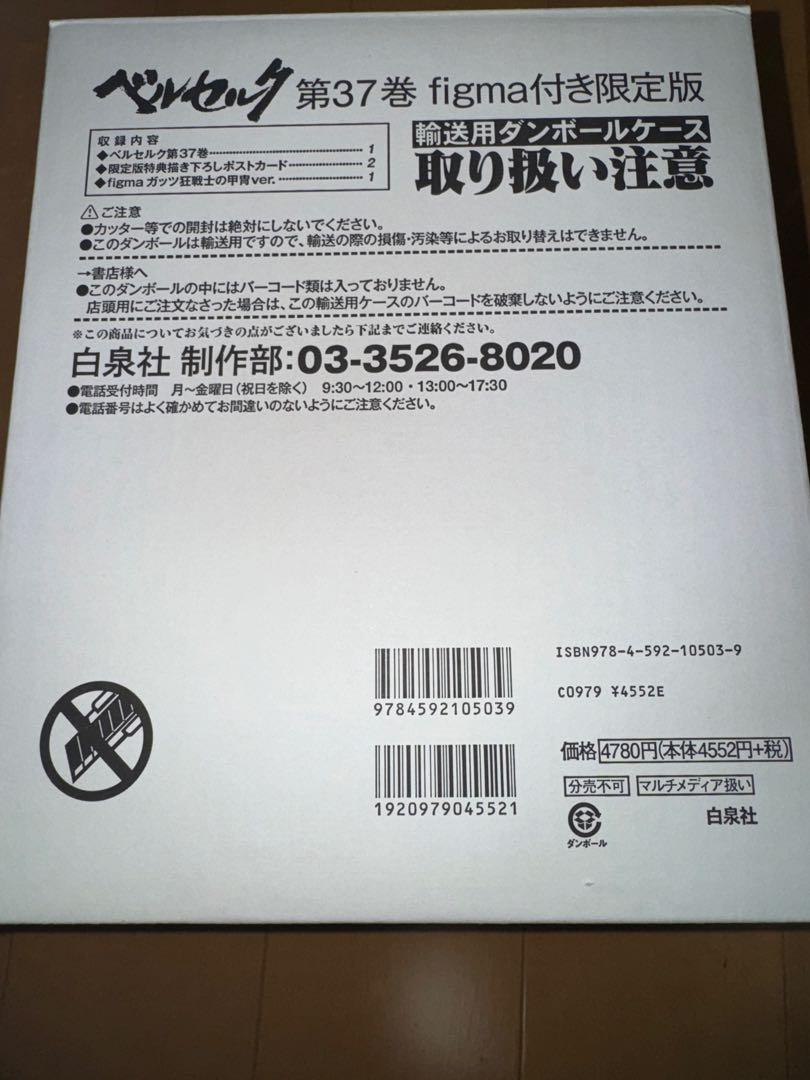 ベルセルク 第37巻 figma付き限定版
収録内容
◆ベルセルク第37巻……………………………1
◆限定版特典描き下ろしポストカード……………2
◆figma ガッツ狂戦士の甲冑ver. ……………1
輸送用ダンボールケース
取り扱い注意
⚠ご注意
●カッター等での開封は絶対にしないでください。
●このダンボールは輸送用ですので、輸送の際の損傷・汚染等によるお取り替えはできません。
→書店様へ
●このダンボールの中にはバーコード類は入っておりません。
店頭用にご注文なさった場合は、この輸送用ケースのバーコードを破棄しないようにご注意ください。
※この商品についてお気づきの点がございましたら下記までご連絡ください。
白泉社 制作部:03-3526-8020
●電話受付時間 月〜金曜日(祝日を除く) 9:30〜12:00・13:00〜17:30
●電話番号はよく確かめてお間違いのないようにご注意ください。
ISBN978-4-592-10503-9
9784592105039
C0979 ¥4552E
価格 4780円(本体4552円+税)
分売不可 マルチメディア扱い
1920979045521
白泉社
ダンボール